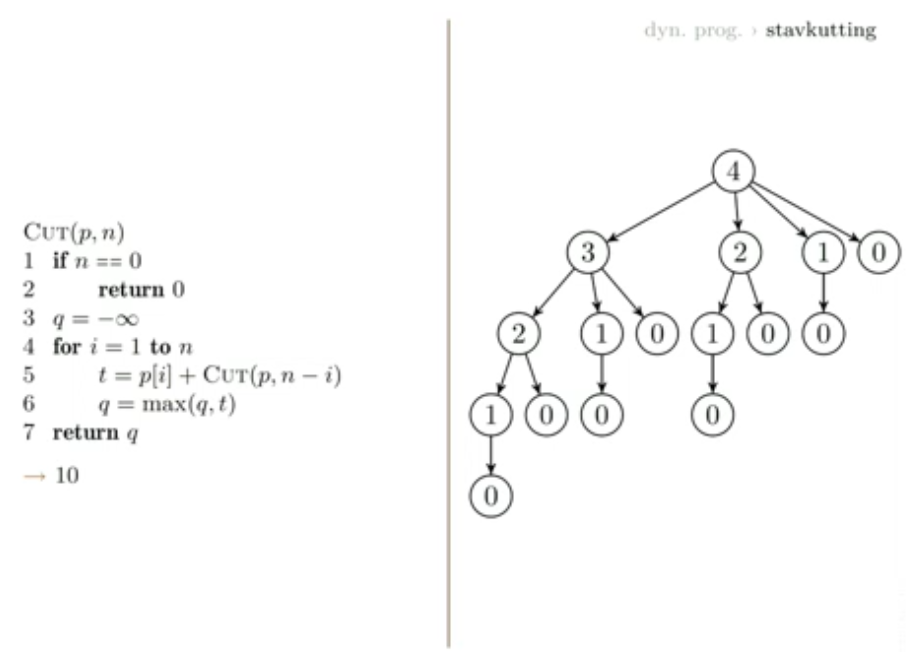 dyn. prog. › stavkutting
CUT(p, n)
1 if n == 0
2 return 0
3 q = −∞
4 for i = 1 to n
5 t = p[i] + CUT(p, n − i)
6 q = max(q, t)
7 return q
→ 10
4
3 2 1 0
2 1 0 1 0 0
1 0 0 0
0